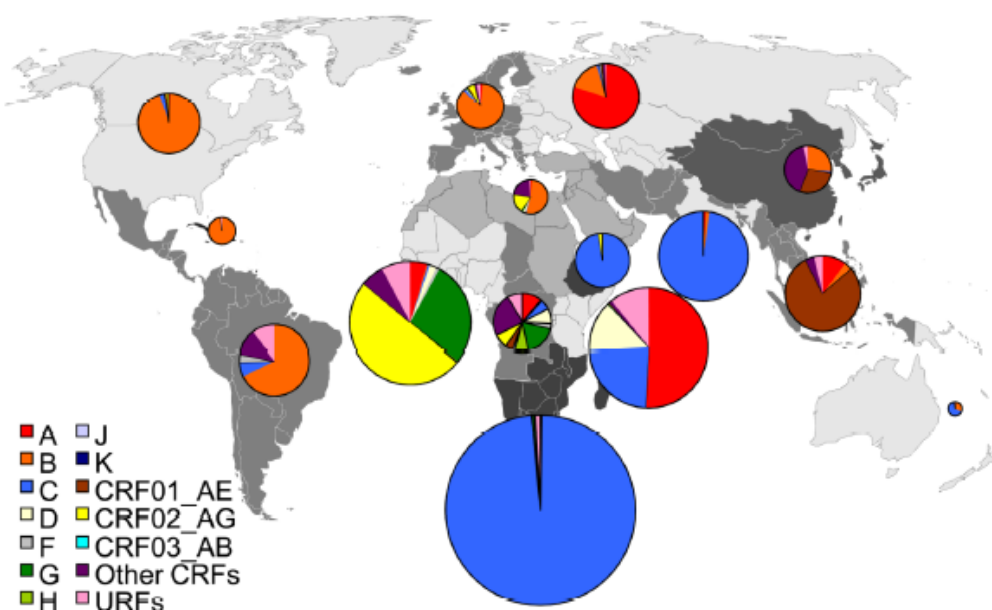 A J
B K
C CRF01_AE
D CRF02_AG
F CRF03_AB
G Other CRFs
H URFs